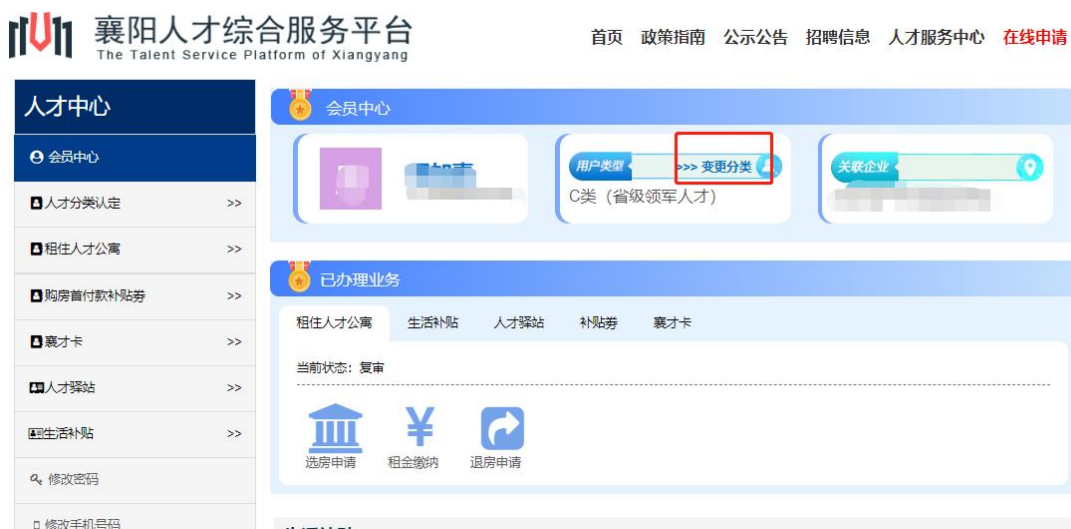 襄阳人才综合服务平台
The Talent Service Platform of Xiangyang
首页 政策指南 公示公告 招聘信息 人才服务中心 在线申请
人才中心
会员中心
人才分类认定 >>
租住人才公寓 >>
购房首付款补贴券 >>
襄才卡 >>
人才驿站 >>
生活补贴 >>
修改密码
修改手机号码
会员中心
用户类型 >>> 变更分类
C类（省级领军人才）
关联企业
已办理业务
租住人才公寓 生活补贴 人才驿站 补贴券 襄才卡
当前状态：复审
选房申请 租金缴纳 退房申请